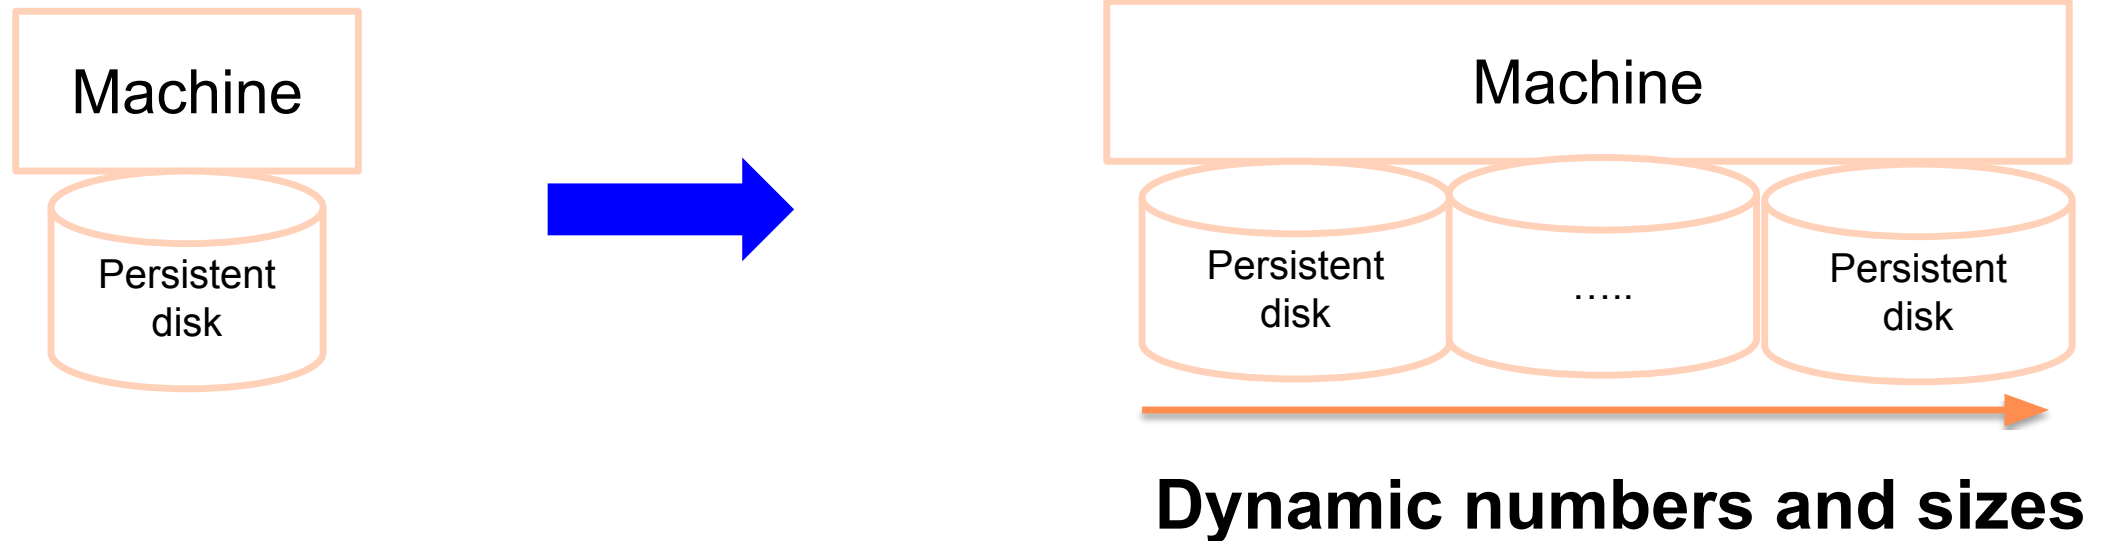 Machine
Persistent
disk
Machine
Persistent
disk
.....
Persistent
disk
Dynamic numbers and sizes